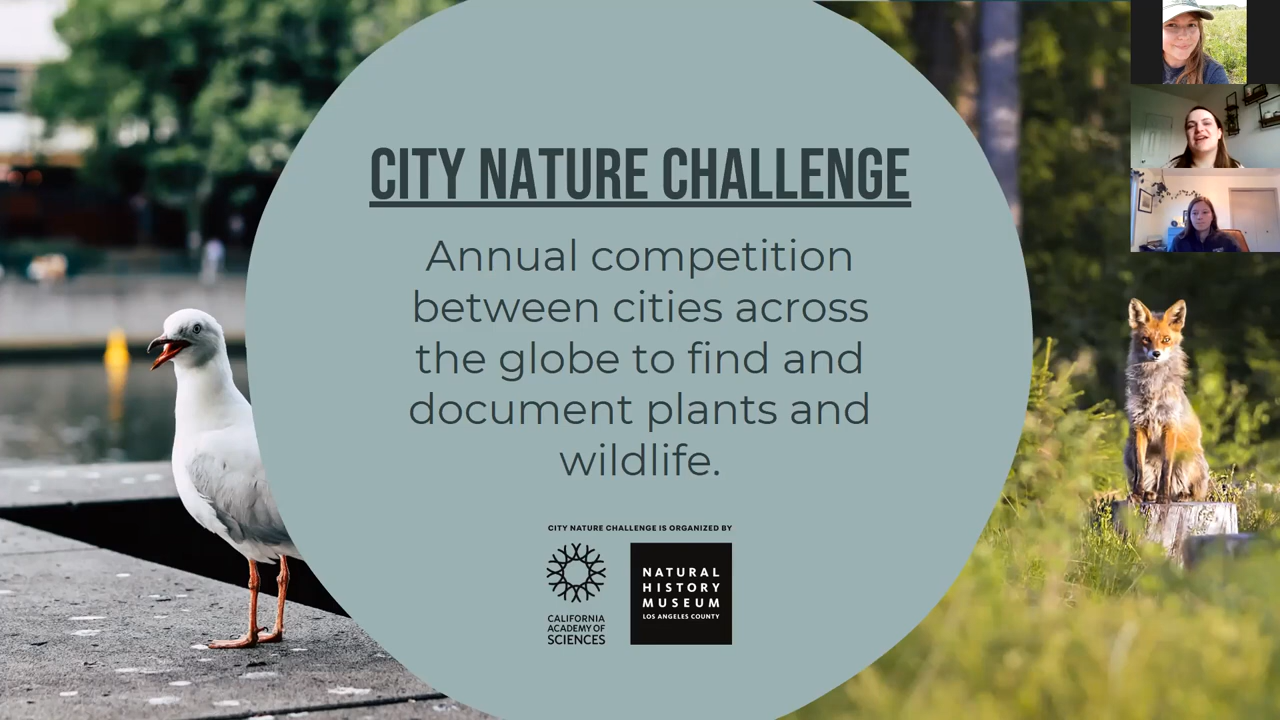 CITY NATURE CHALLENGE
Annual competition
between cities across
the globe to find and
document plants and
wildlife.
CITY NATURE CHALLENGE IS ORGANIZED BY
CALIFORNIA
ACADEMY OF
SCIENCES
NATURAL
HISTORY
MUSEUM
LOS ANGELES COUNTY